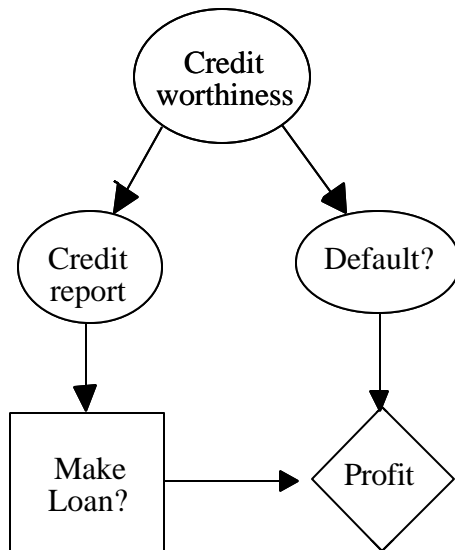 Credit
worthiness
Credit
report
Default?
Make
Loan?
Profit